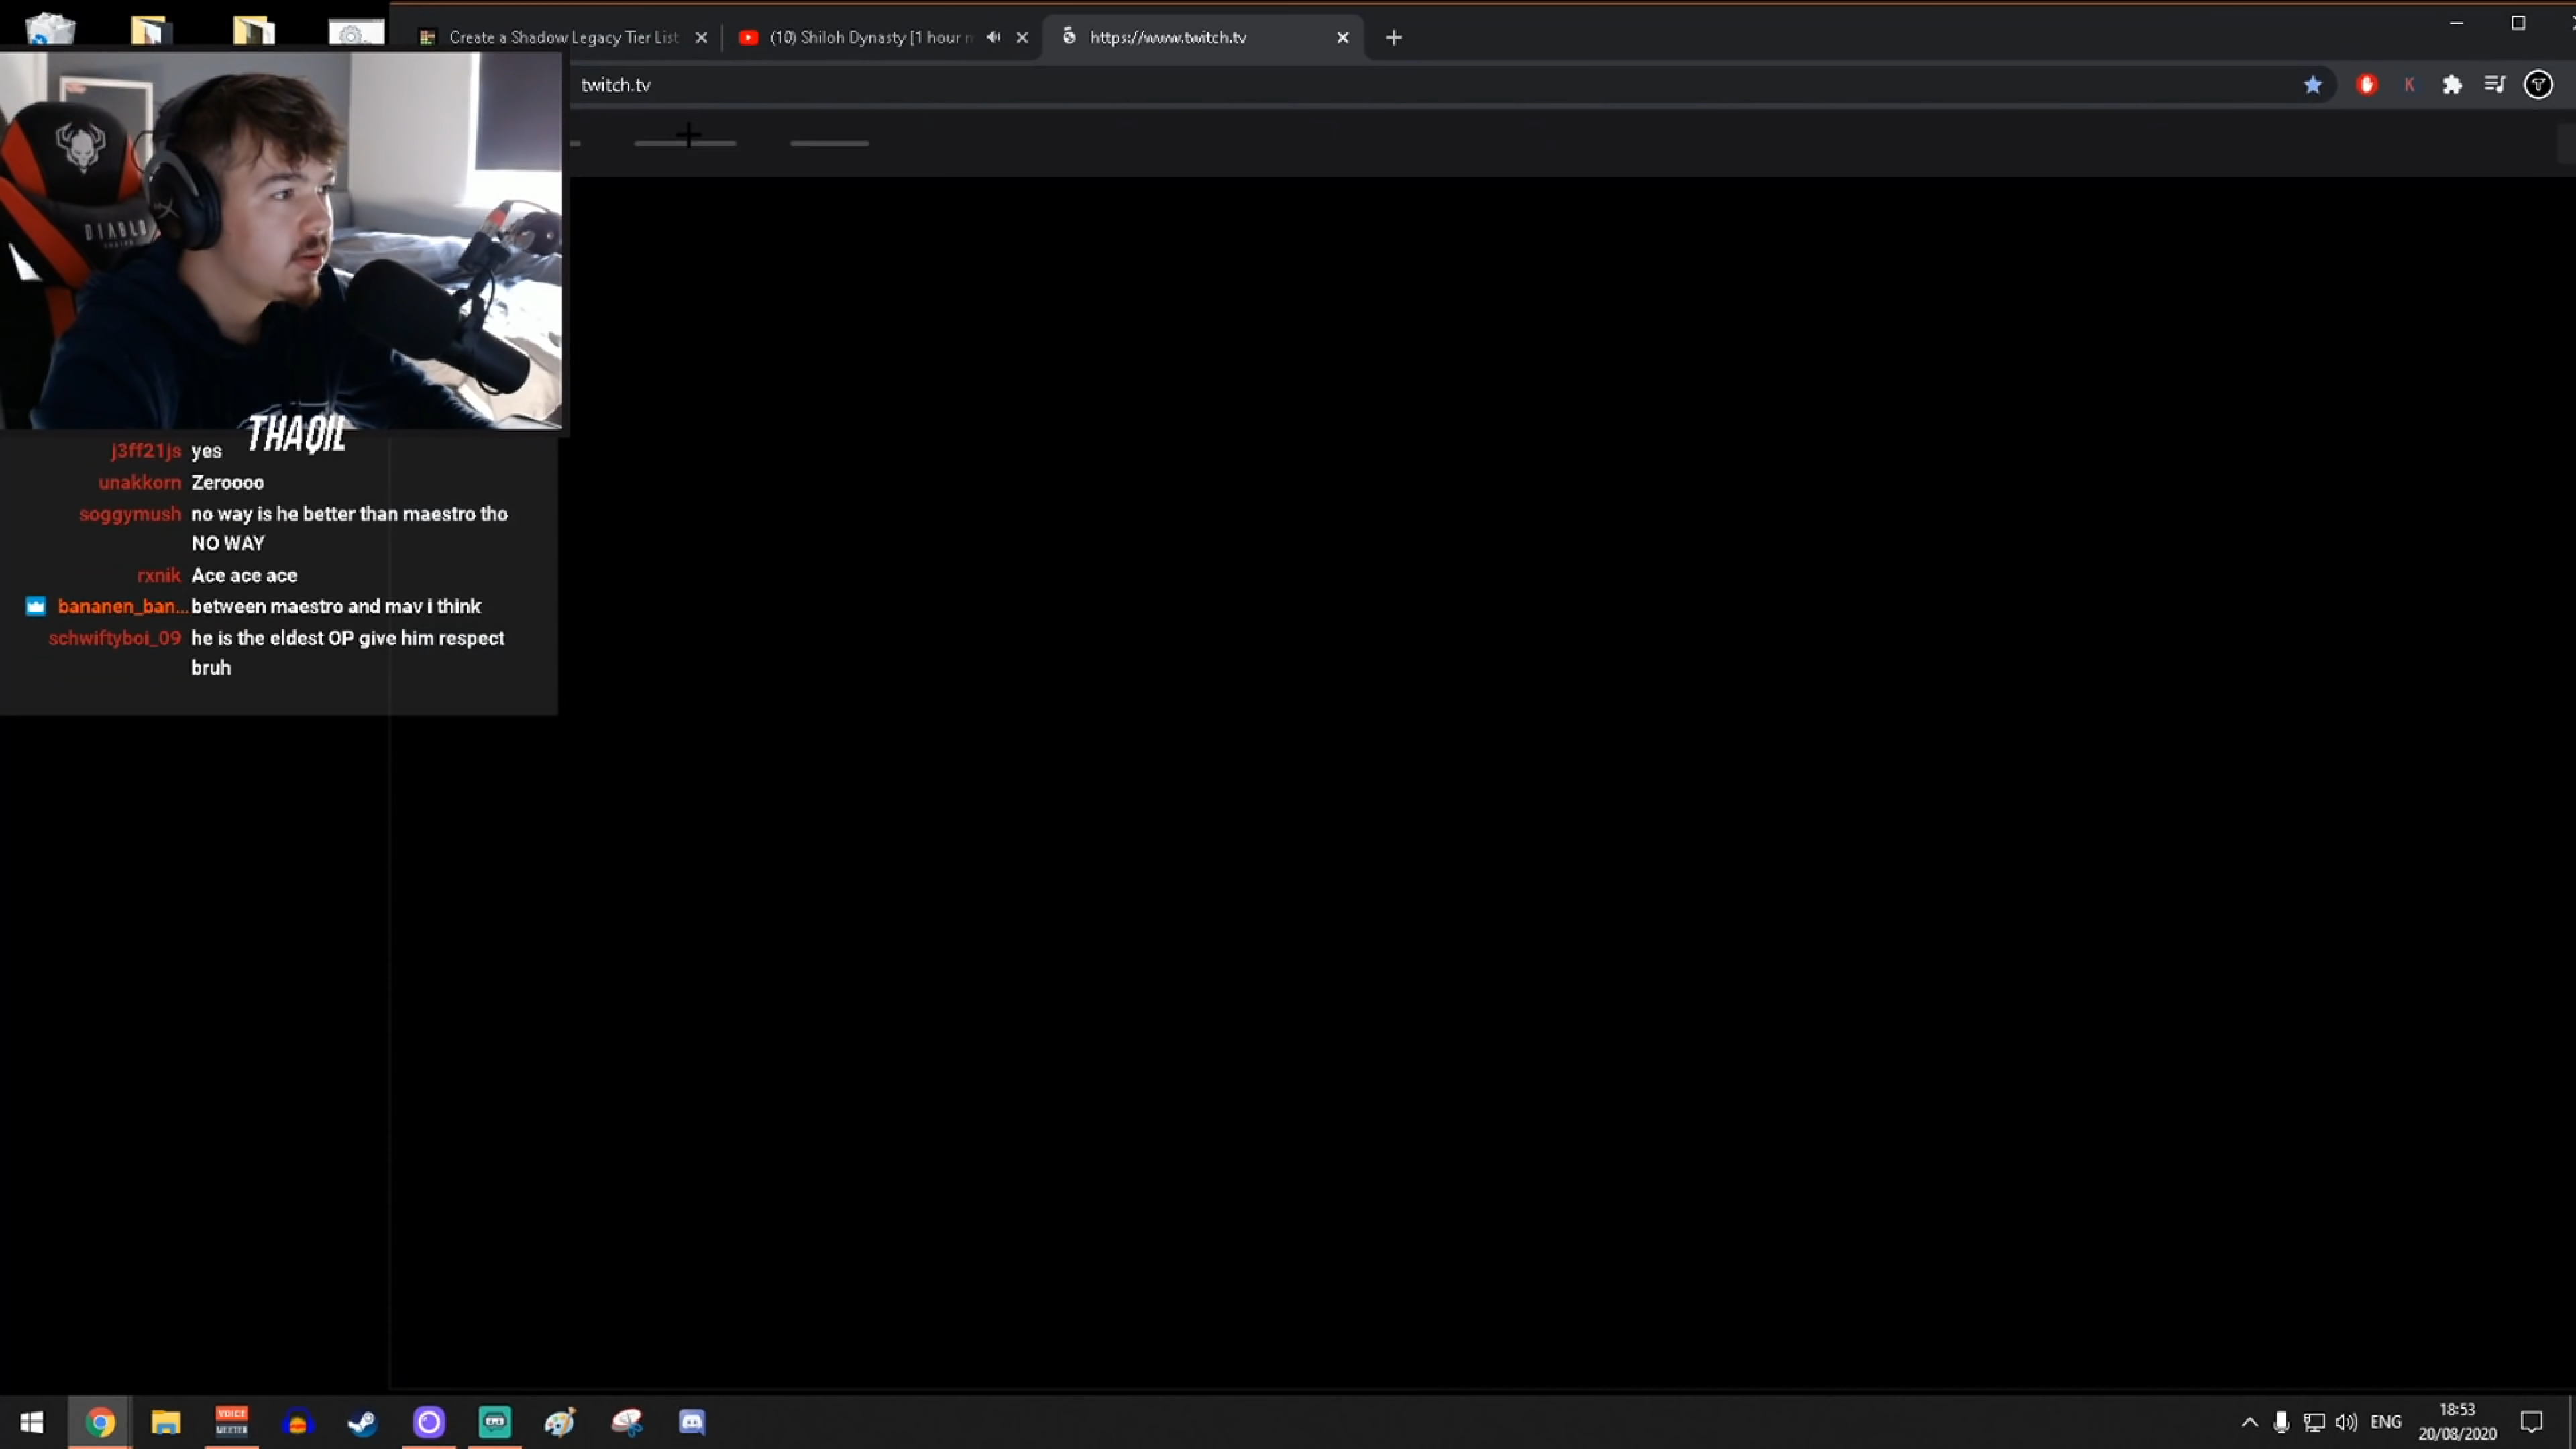 Create a Shadow Legacy Tier List
(10) Shiloh Dynasty [1 hour
https://www.twitch.tv
twitch.tv
K
DIABLO
THAQIL
j3ff21js yes
unakkorn Zeroooo
soggymush no way is he better than maestro tho
NO WAY
rxnik Ace ace ace
bananen_ban... between maestro and mav i think
schwiftyboi_09 he is the eldest OP give him respect
bruh
VOICE
MEETER
ENG
18:53
20/08/2020